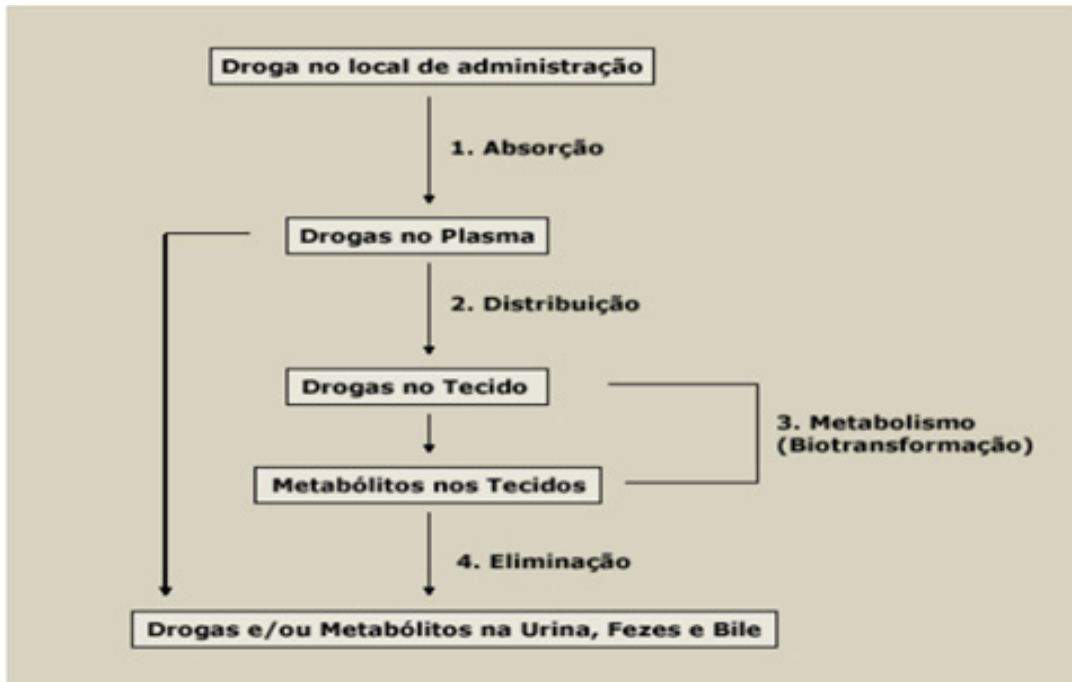 Droga no local de administração
1. Absorção
Drogas no Plasma
2. Distribuição
Drogas no Tecido
3. Metabolismo
(Biotransformação)
Metabólitos nos Tecidos
4. Eliminação
Drogas e/ou Metabólitos na Urina, Fezes e Bile